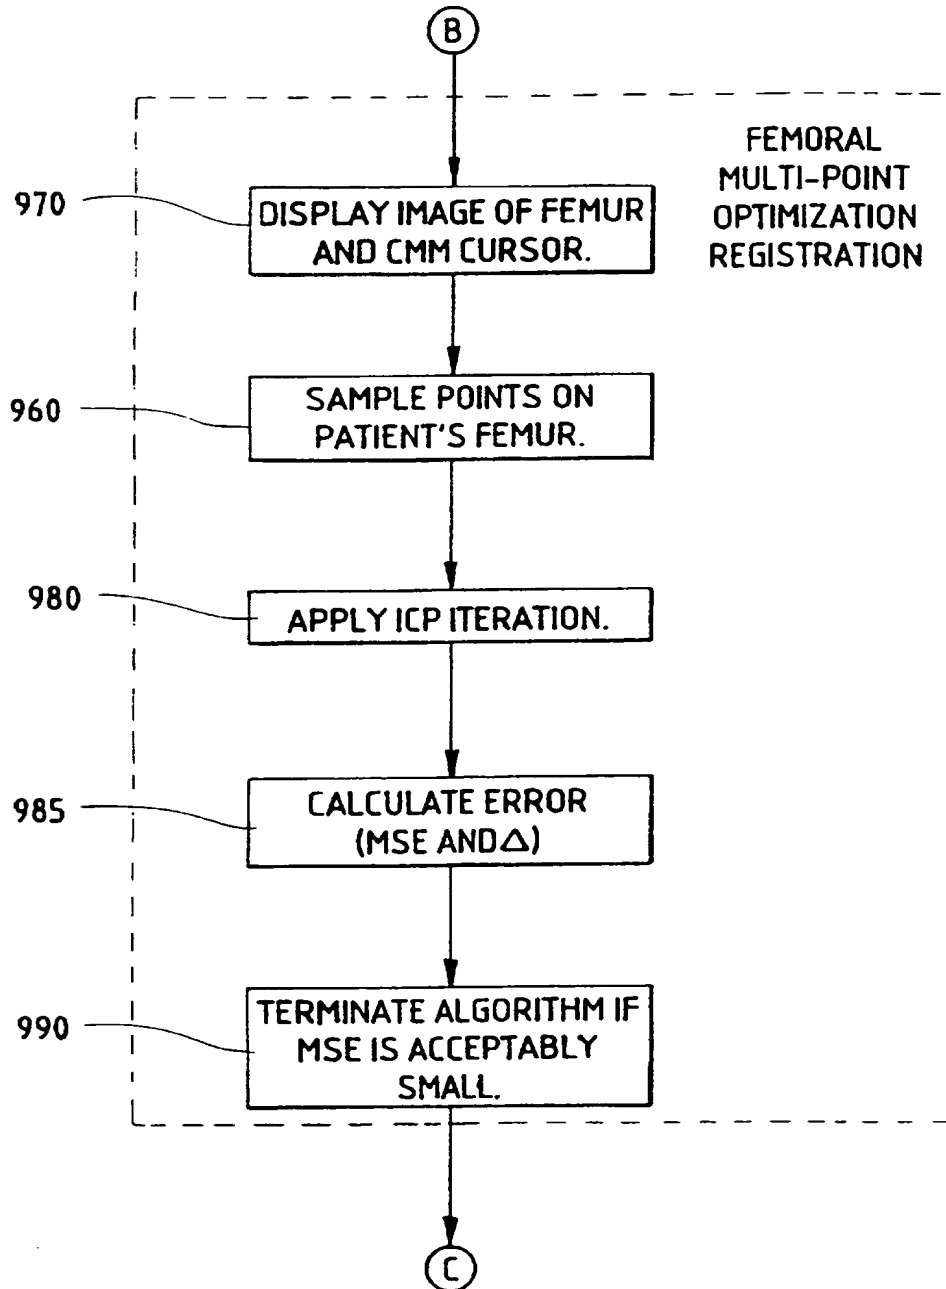 B
FEMORAL
MULTI-POINT
OPTIMIZATION
REGISTRATION
970
DISPLAY IMAGE OF FEMUR
AND CMM CURSOR.
960
SAMPLE POINTS ON
PATIENT'S FEMUR.
980
APPLY ICP ITERATION.
985
CALCULATE ERROR
(MSE AND△)
990
TERMINATE ALGORITHM IF
MSE IS ACCEPTABLY
SMALL.
C